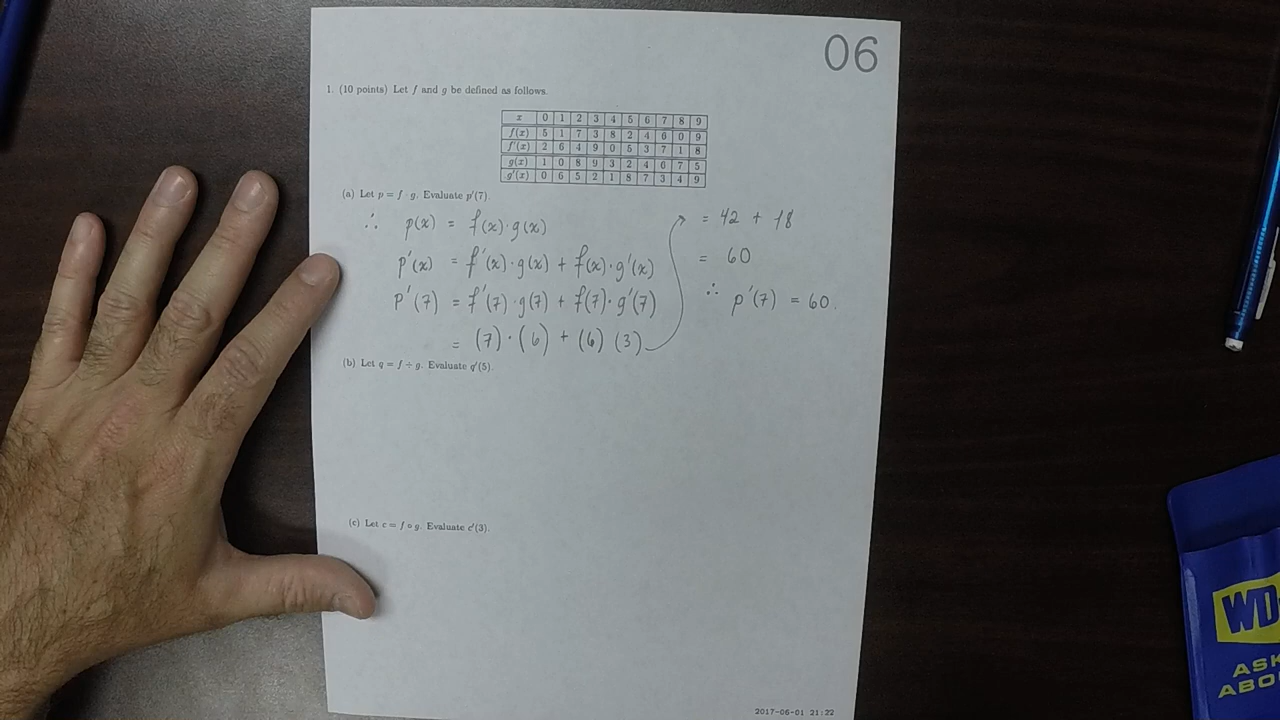 06
1. (10 points) Let f and g be defined as follows.
x 0 1 2 3 4 5 6 7 8 9
f(x) 5 1 7 3 8 2 4 6 0 9
f′(x) 2 6 4 9 0 5 3 7 1 8
g(x) 1 0 8 9 3 2 4 6 7 5
g′(x) 0 6 5 2 1 8 7 3 4 9
(a) Let p = f · g. Evaluate p′(7).
∴ p(x) = f(x)·g(x)
p′(x) = f′(x)·g(x) + f(x)·g′(x)
p′(7) = f′(7)·g(7) + f(7)·g′(7)
= (7)·(6) + (6)(3)
= 42 + 18
= 60
∴ p′(7) = 60.
(b) Let q = f ÷ g. Evaluate q′(5).
(c) Let c = f ∘ g. Evaluate c′(3).
2017-06-01 21:22
WD
ASK
ABO